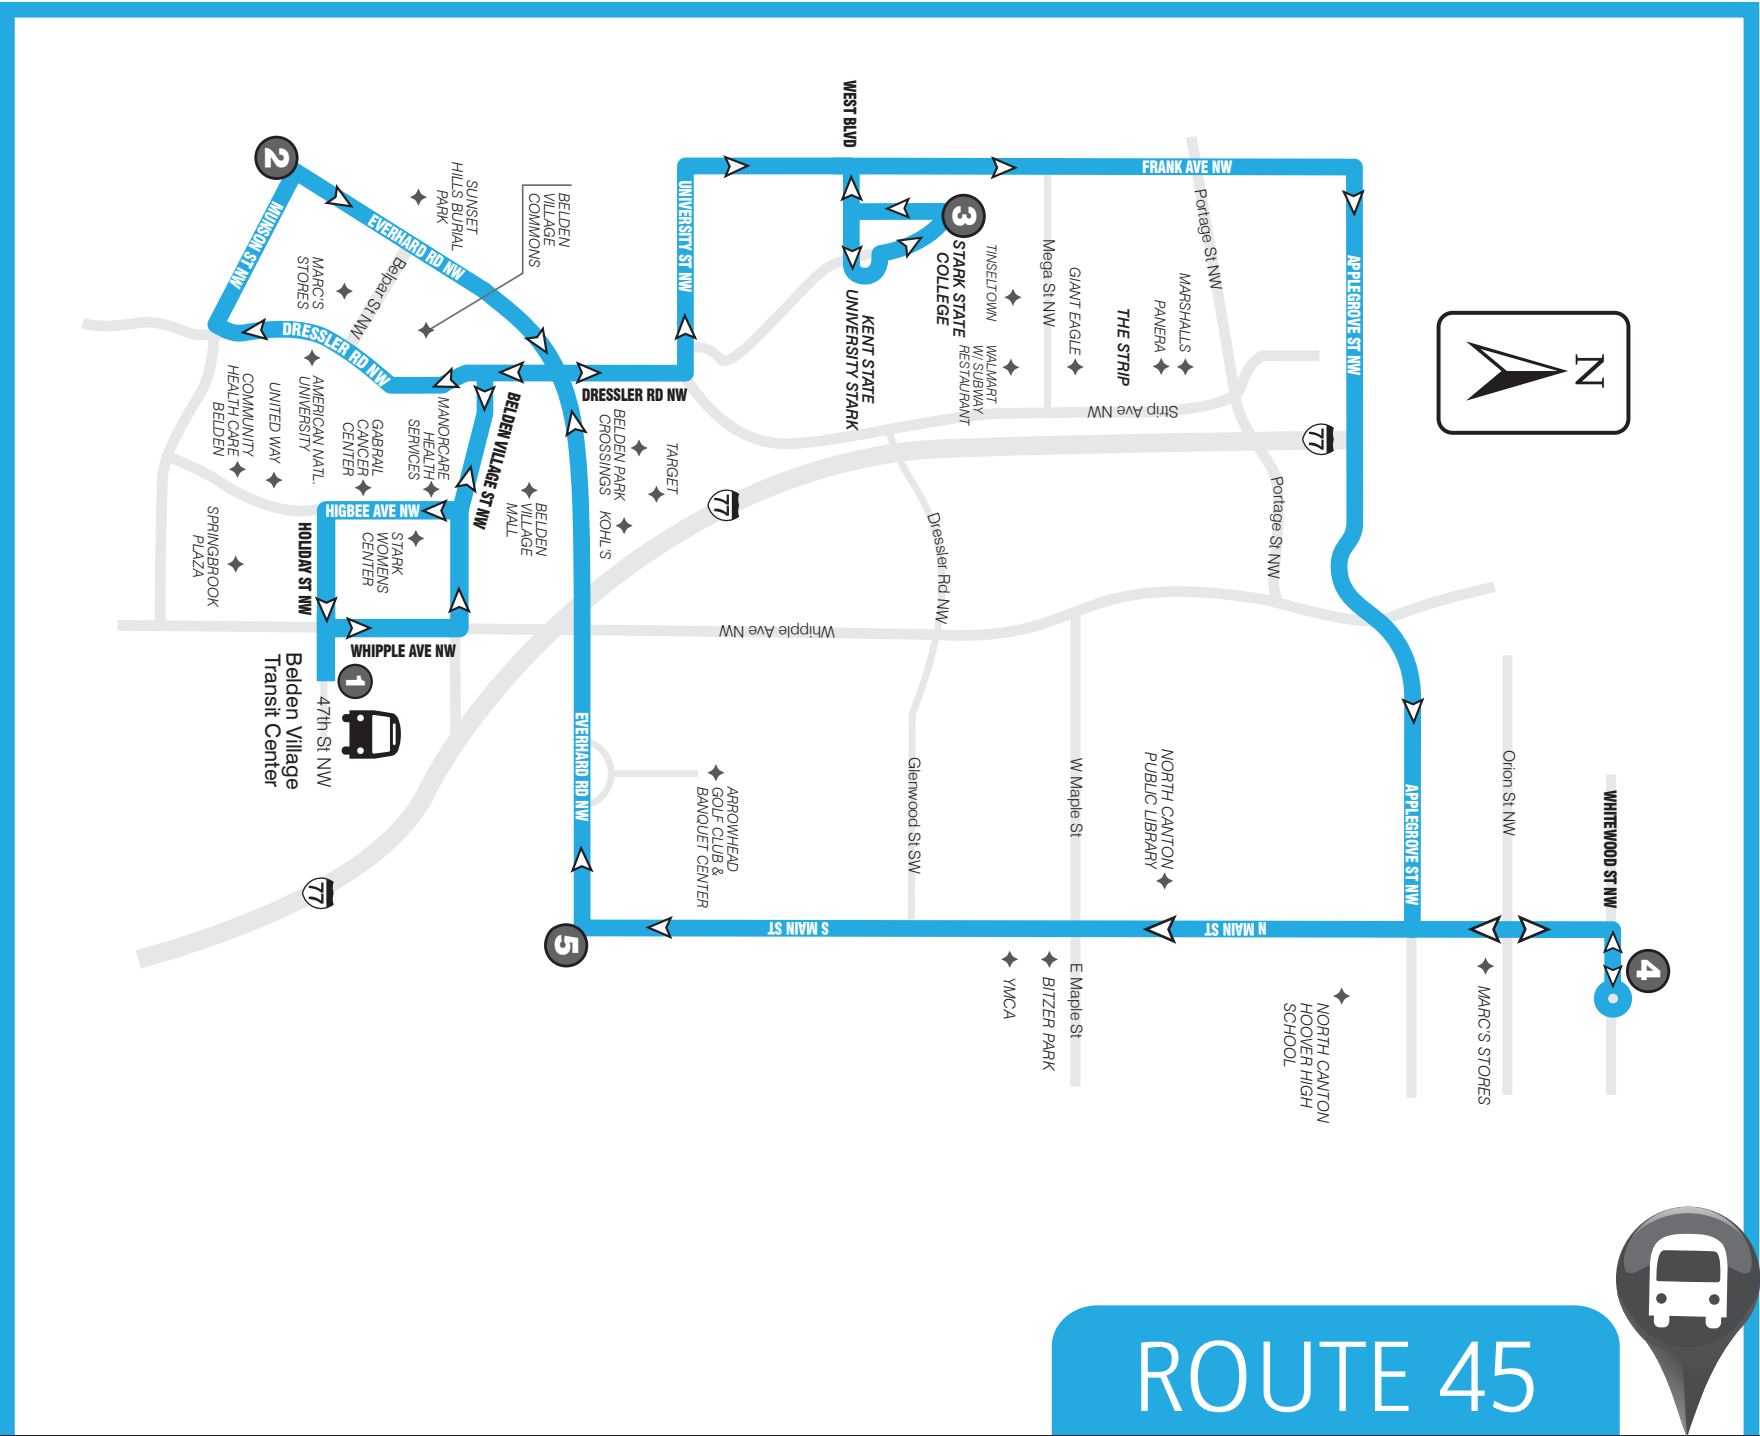 WEST BLVD
FRANK AVE NW
2
SUNSET
HILLS BURIAL
PARK
BELDEN
VILLAGE
COMMONS
MUNSON ST NW
EVERHARD RD NW
Belpar St NW
MARC'S
STORES
DRESSLER RD NW
UNIVERSITY ST NW
3
STARK STATE
COLLEGE
KENT STATE
UNIVERSITY STARK
TINSELTOWN
WALMART
W/ SUBWAY
RESTAURANT
Mega St NW
GIANT EAGLE
THE STRIP
PANERA
MARSHALLS
Portage St NW
APPLEGROVE ST NW
N
Strip Ave NW
77
DRESSLER RD NW
BELDEN VILLAGE ST NW
AMERICAN NATL.
UNIVERSITY
UNITED WAY
COMMUNITY
HEALTH CARE
BELDEN
GABRAIL
CANCER
CENTER
MANORCARE
HEALTH
SERVICES
BELDEN PARK
CROSSINGS
TARGET
KOHL'S
BELDEN
VILLAGE
MALL
77
HIGBEE AVE NW
STARK
WOMENS
CENTER
HOLIDAY ST NW
SPRINGBROOK
PLAZA
Dressler Rd NW
Portage St NW
Whipple Ave NW
WHIPPLE AVE NW
1
Belden Village
Transit Center
47th St NW
EVERHARD RD NW
ARROWHEAD
GOLF CLUB &
BANQUET CENTER
Glenwood St SW
W Maple St
NORTH CANTON
PUBLIC LIBRARY
APPLEGROVE ST NW
Orion St NW
WHITEWOOD ST NW
77
5
S MAIN ST
N MAIN ST
4
YMCA
BITZER PARK
E Maple St
NORTH CANTON
HOOVER HIGH
SCHOOL
MARC'S STORES
ROUTE 45